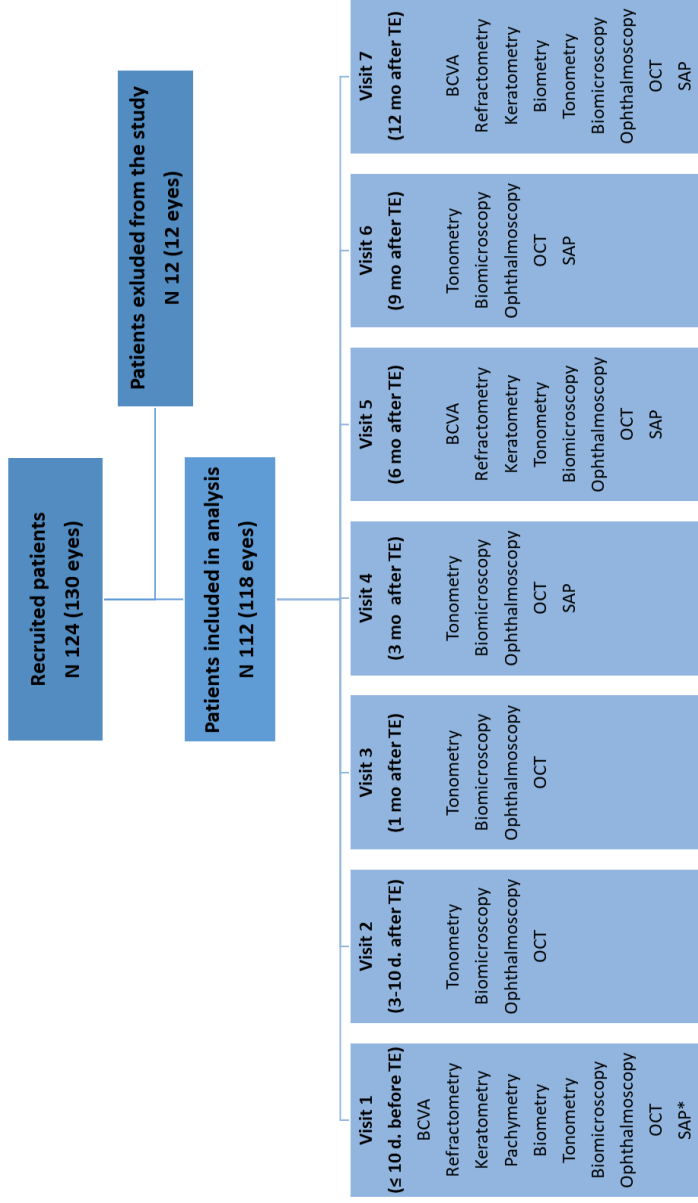 Recruited patients
N 124 (130 eyes)
Patients exluded from the study
N 12 (12 eyes)
Patients included in analysis
N 112 (118 eyes)
Visit 1
(≤ 10 d. before TE)
BCVA
Refractometry
Keratometry
Pachymetry
Biometry
Tonometry
Biomicroscopy
Ophthalmoscopy
OCT
SAP*
Visit 2
(3-10 d. after TE)
Tonometry
Biomicroscopy
Ophthalmoscopy
OCT
Visit 3
(1 mo after TE)
Tonometry
Biomicroscopy
Ophthalmoscopy
OCT
Visit 4
(3 mo after TE)
Tonometry
Biomicroscopy
Ophthalmoscopy
OCT
SAP
Visit 5
(6 mo after TE)
BCVA
Refractometry
Keratometry
Tonometry
Biomicroscopy
Ophthalmoscopy
OCT
SAP
Visit 6
(9 mo after TE)
Tonometry
Biomicroscopy
Ophthalmoscopy
OCT
SAP
Visit 7
(12 mo after TE)
BCVA
Refractometry
Keratometry
Biometry
Tonometry
Biomicroscopy
Ophthalmoscopy
OCT
SAP